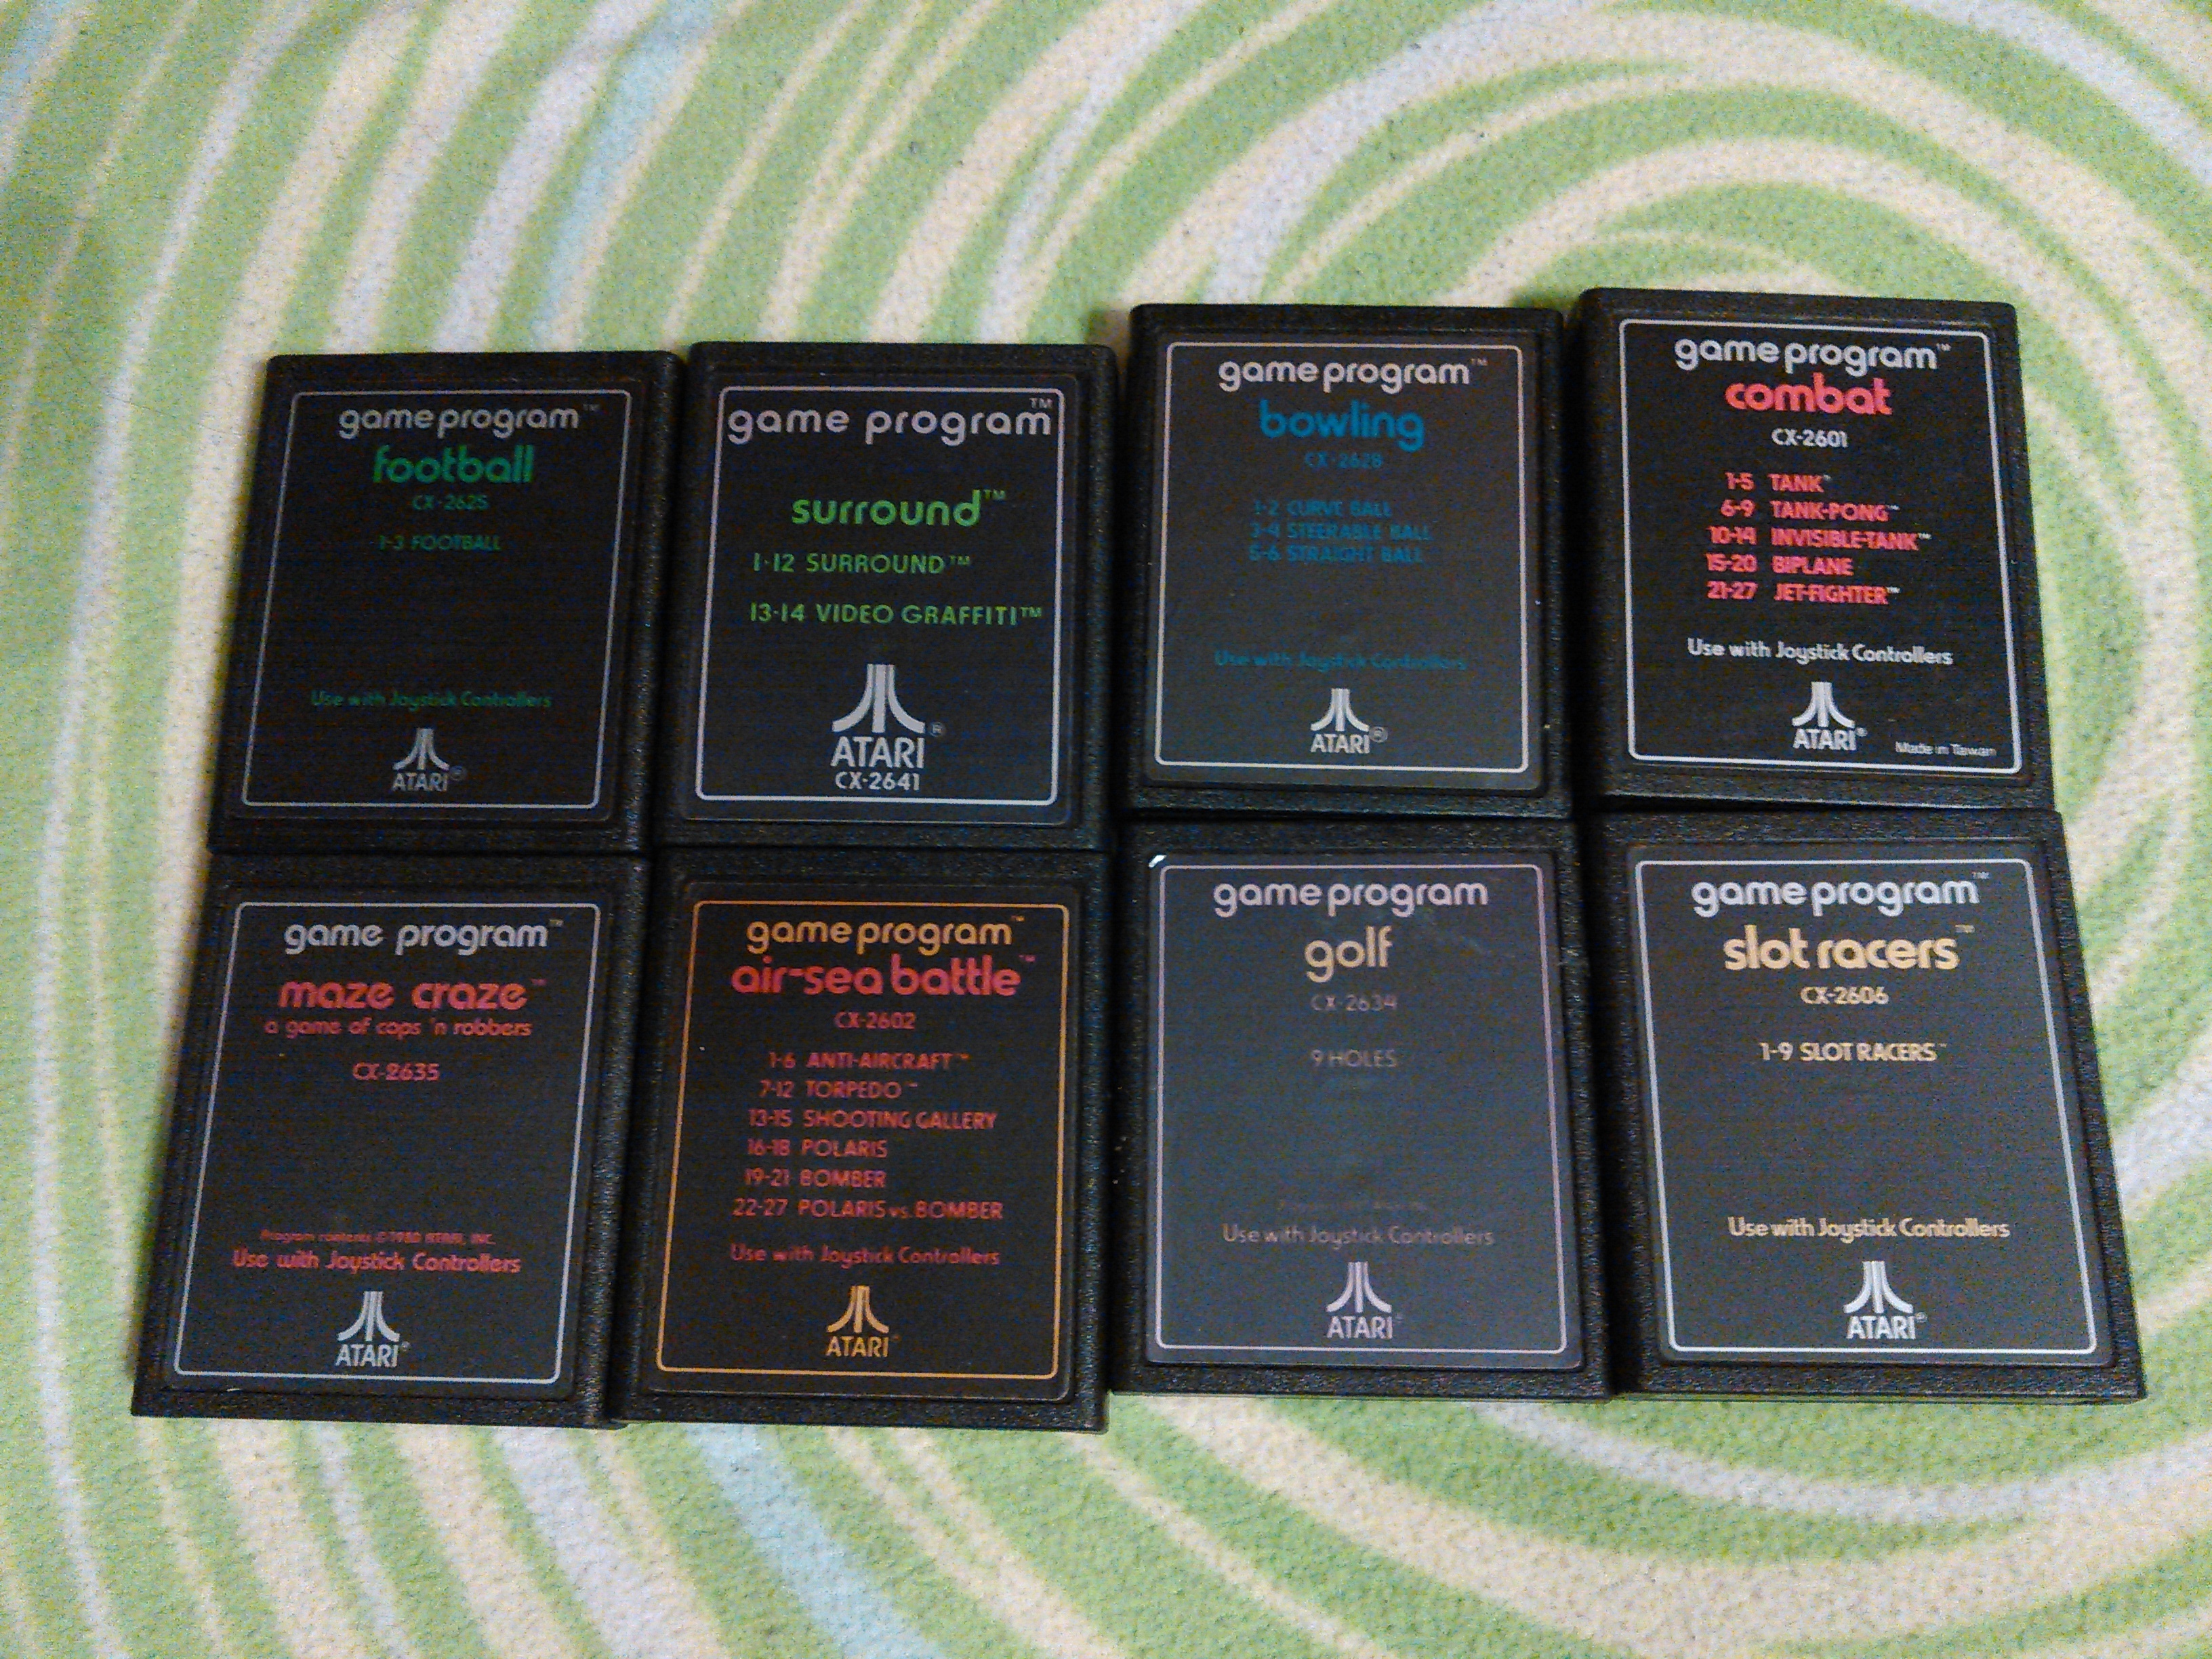 game program™
football
CX-2625
1-3 FOOTBALL
Use with Joystick Controllers
ATARI®
game program™
surround™
1-12 SURROUND™
13-14 VIDEO GRAFFITI™
ATARI®
CX-2641
game program™
bowling
CX-2628
1-2 CURVE BALL
3-4 STEERABLE BALL
5-6 STRAIGHT BALL
Use with Joystick Controllers
ATARI®
game program™
combat
CX-2601
1-5 TANK™
6-9 TANK-PONG™
10-14 INVISIBLE-TANK™
15-20 BIPLANE
21-27 JET-FIGHTER™
Use with Joystick Controllers
ATARI®
Made in Taiwan
game program™
maze craze™
a game of cops 'n robbers
CX-2635
Program contents ©1980 ATARI, INC.
Use with Joystick Controllers
ATARI®
game program™
air-sea battle™
CX-2602
1-6 ANTI-AIRCRAFT™
7-12 TORPEDO™
13-15 SHOOTING GALLERY
16-18 POLARIS
19-21 BOMBER
22-27 POLARIS vs. BOMBER
Use with Joystick Controllers
ATARI®
game program
golf
CX-2634
9 HOLES
Use with Joystick Controllers
ATARI®
game program™
slot racers™
CX-2606
1-9 SLOT RACERS™
Use with Joystick Controllers
ATARI®